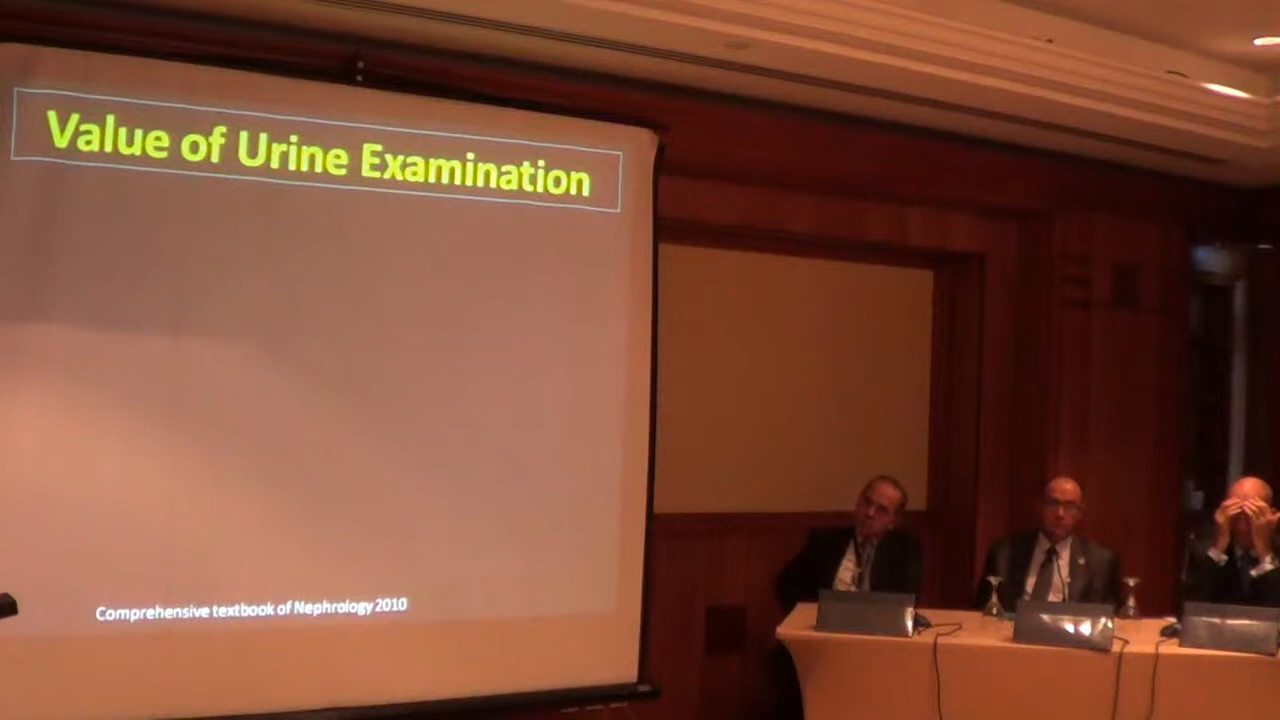 Value of Urine Examination
Comprehensive textbook of Nephrology 2010